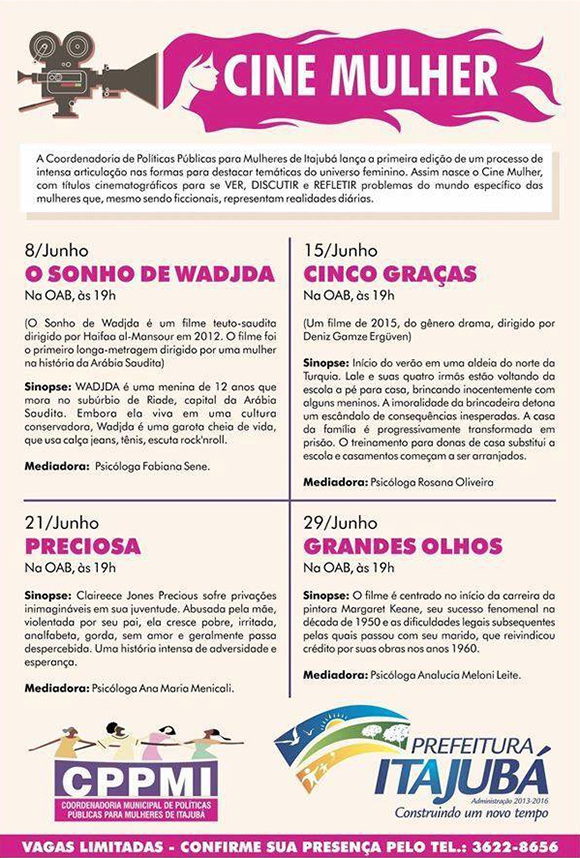 CINE MULHER
A Coordenadoria de Políticas Públicas para Mulheres de Itajubá lança a primeira edição de um processo de
intensa articulação nas formas para destacar temáticas do universo feminino. Assim nasce o Cine Mulher,
com títulos cinematográficos para se VER, DISCUTIR e REFLETIR problemas do mundo específico das
mulheres que, mesmo sendo ficcionais, representam realidades diárias.
8/Junho
O SONHO DE WADJDA
Na OAB, às 19h
(O Sonho de Wadjda é um filme teuto-saudita
dirigido por Haifaa al-Mansour em 2012. O filme foi
o primeiro longa-metragem dirigido por uma mulher
na história da Arábia Saudita)
Sinopse: WADJDA é uma menina de 12 anos que
mora no subúrbio de Riade, capital da Arábia
Saudita. Embora ela viva em uma cultura
conservadora, Wadjda é uma garota cheia de vida,
que usa calça jeans, tênis, escuta rock'nroll.
Mediadora: Psicóloga Fabiana Sene.
15/Junho
CINCO GRAÇAS
Na OAB, às 19h
(Um filme de 2015, do gênero drama, dirigido por
Deniz Gamze Ergüven)
Sinopse: Início do verão em uma aldeia do norte da
Turquia. Lale e suas quatro irmãs estão voltando da
escola a pé para casa, brincando inocentemente com
alguns meninos. A imoralidade da brincadeira detona
um escândalo de consequências inesperadas. A casa
da família é progressivamente transformada em
prisão. O treinamento para donas de casa substitui a
escola e casamentos começam a ser arranjados.
Mediadora: Psicóloga Rosana Oliveira
21/Junho
PRECIOSA
Na OAB, às 19h
Sinopse: Claireece Jones Precious sofre privações
inimagináveis em sua juventude. Abusada pela mãe,
violentada por seu pai, ela cresce pobre, irritada,
analfabeta, gorda, sem amor e geralmente passa
despercebida. Uma história intensa de adversidade e
esperança.
Mediadora: Psicóloga Ana Maria Menicali.
29/Junho
GRANDES OLHOS
Na OAB, às 19h
Sinopse: O filme é centrado no início da carreira da
pintora Margaret Keane, seu sucesso fenomenal na
década de 1950 e as dificuldades legais subsequentes
pelas quais passou com seu marido, que reivindicou
crédito por suas obras nos anos 1960.
Mediadora: Psicóloga Analucia Meloni Leite.
CPPMI
COORDENADORIA MUNICIPAL DE POLÍTICAS
PÚBLICAS PARA MULHERES DE ITAJUBÁ
PREFEITURA
ITAJUBÁ
Administração 2013-2016
Construindo um novo tempo
VAGAS LIMITADAS - CONFIRME SUA PRESENÇA PELO TEL.: 3622-8656